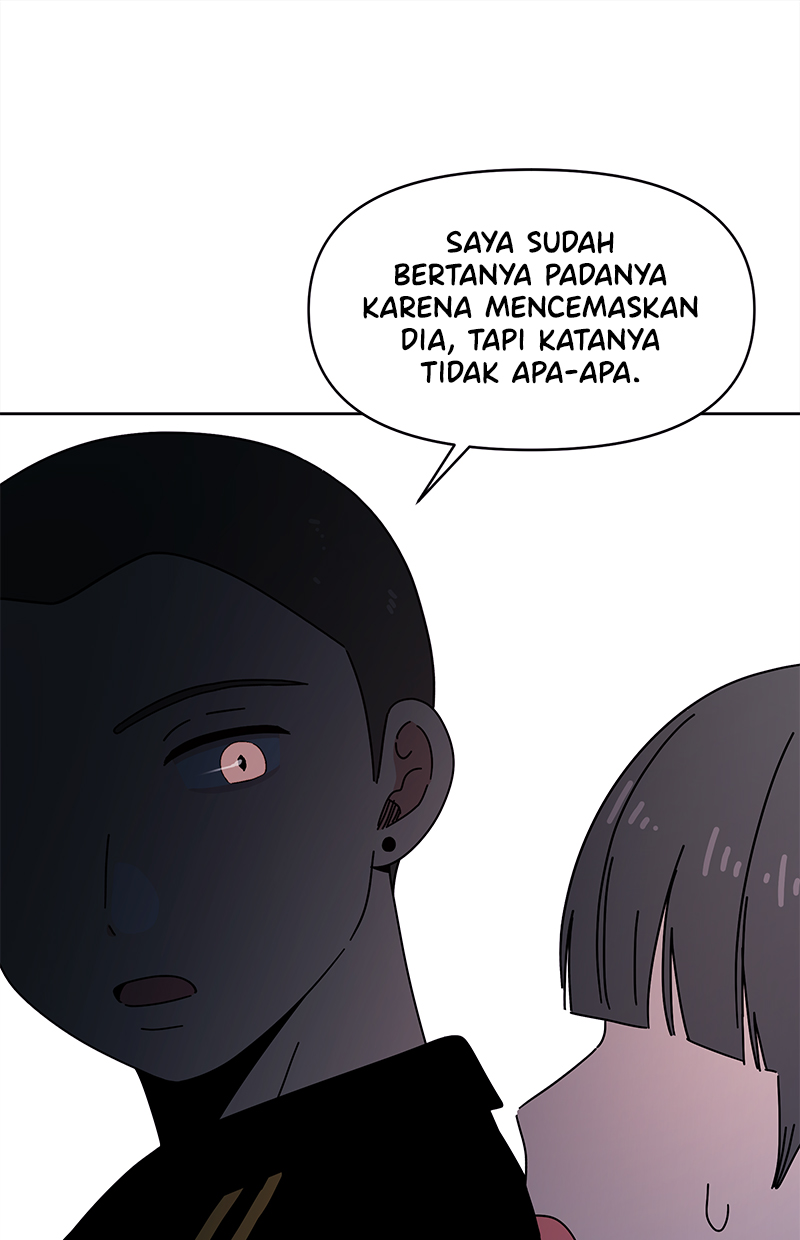 SAYA SUDAH
BERTANYA PADANYA
KARENA MENCEMASKAN
DIA, TAPI KATANYA
TIDAK APA-APA.